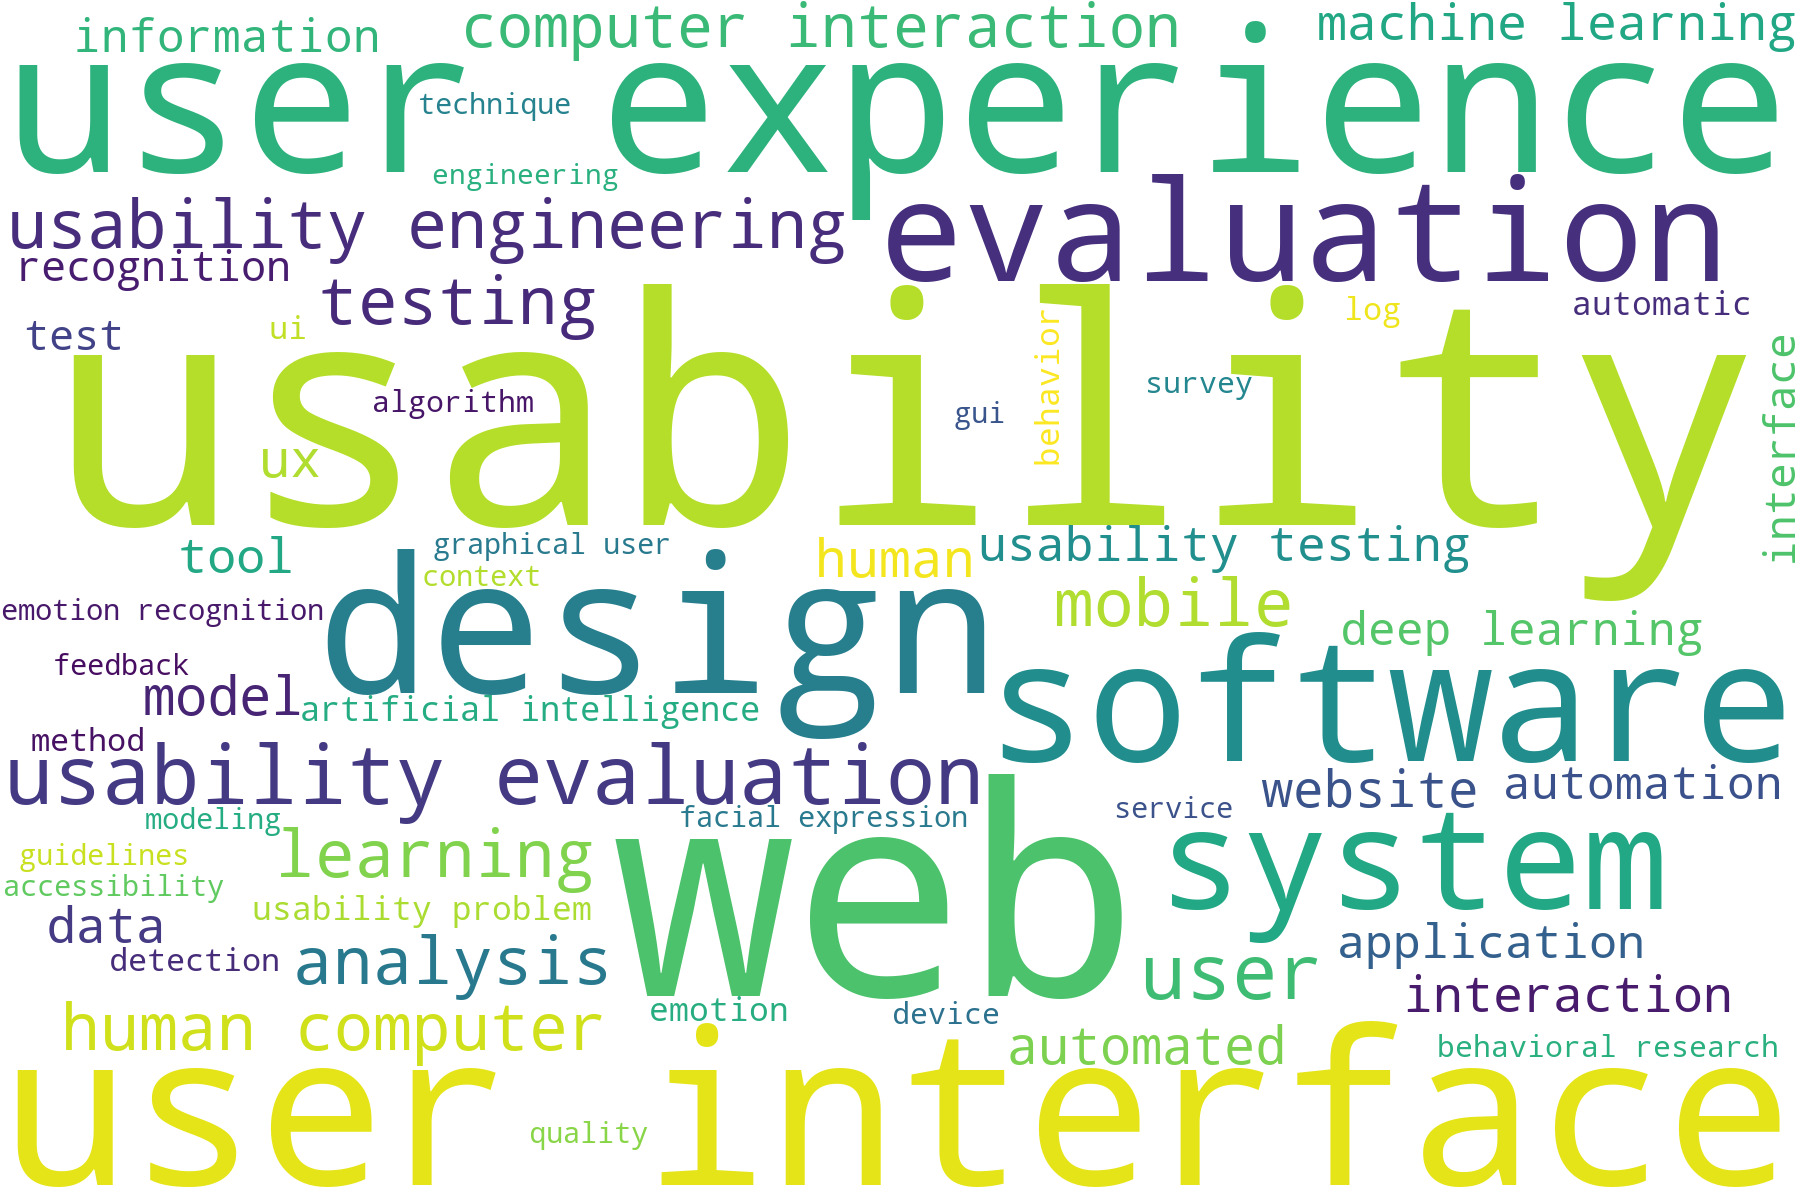 information
computer interaction
machine learning
user experience
technique
engineering
usability engineering
evaluation
recognition
testing
test
ui
log
automatic
usability
algorithm
behavior
survey
gui
interface
ux
tool
graphical user
human
usability testing
context
design
mobile
emotion recognition
deep learning
software
feedback
model
artificial intelligence
method
usability evaluation
website
automation
modeling
facial expression
service
guidelines
learning
web
system
accessibility
usability problem
data
analysis
application
detection
user
interaction
emotion
device
human computer
automated
behavioral research
user interface
quality